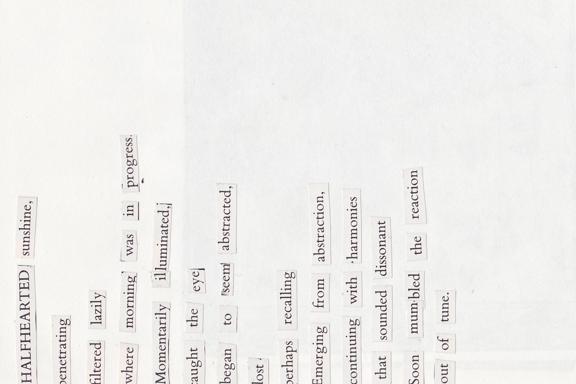 HALFHEARTED sunshine,
penetrating
filtered lazily
where morning was in progress.
Momentarily illuminated,
caught the eye
began to seem abstracted,
lost
perhaps recalling
Emerging from abstraction,
continuing with harmonies
that sounded dissonant
Soon mumbled the reaction
out of tune.